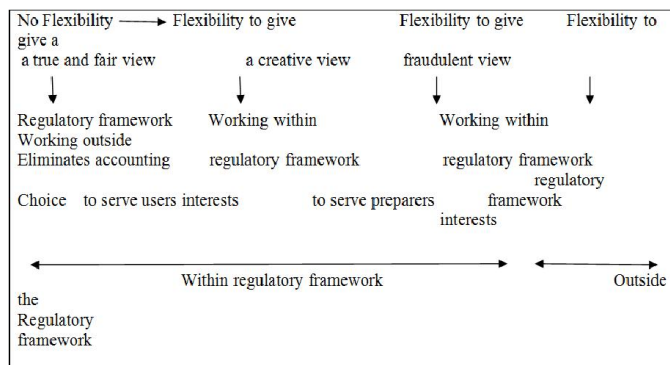 No Flexibility Flexibility to give Flexibility to give Flexibility to
give a
a true and fair view a creative view fraudulent view
Regulatory framework Working within Working within
Working outside
Eliminates accounting regulatory framework regulatory framework
regulatory
Choice to serve users interests to serve preparers framework
interests
Within regulatory framework Outside
the
Regulatory
framework